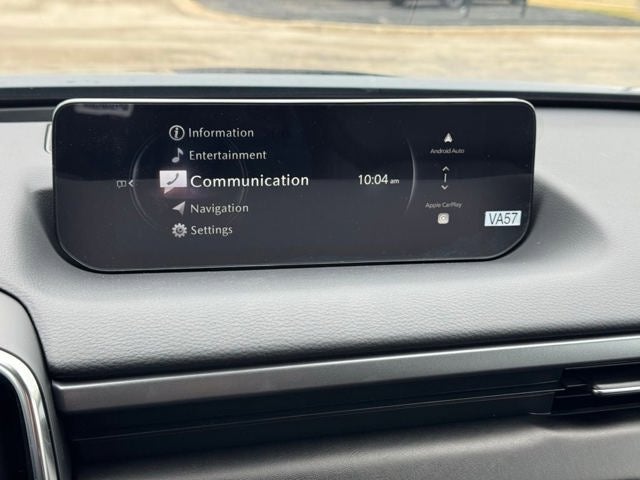 Information
Entertainment
Communication
10:04 am
Navigation
Settings
Android Auto
Apple CarPlay
VA57